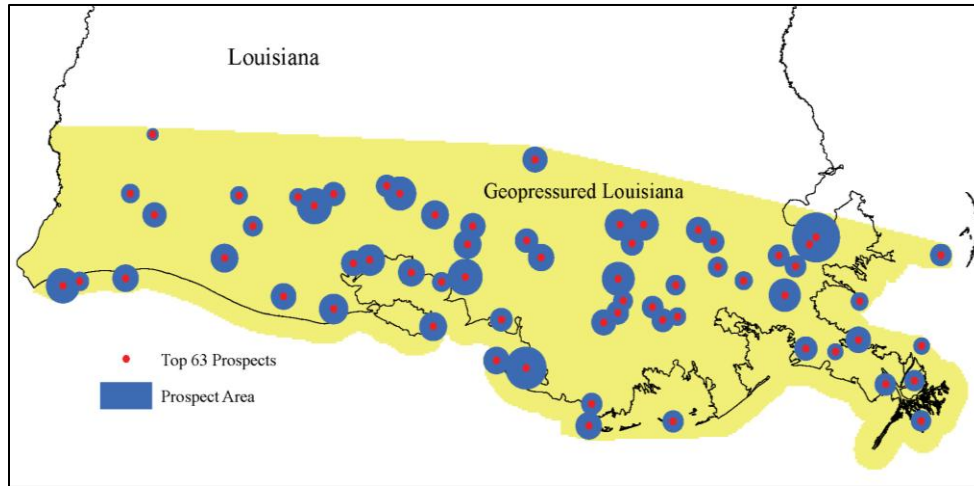 Louisiana
Geopressured Louisiana
Top 63 Prospects
Prospect Area